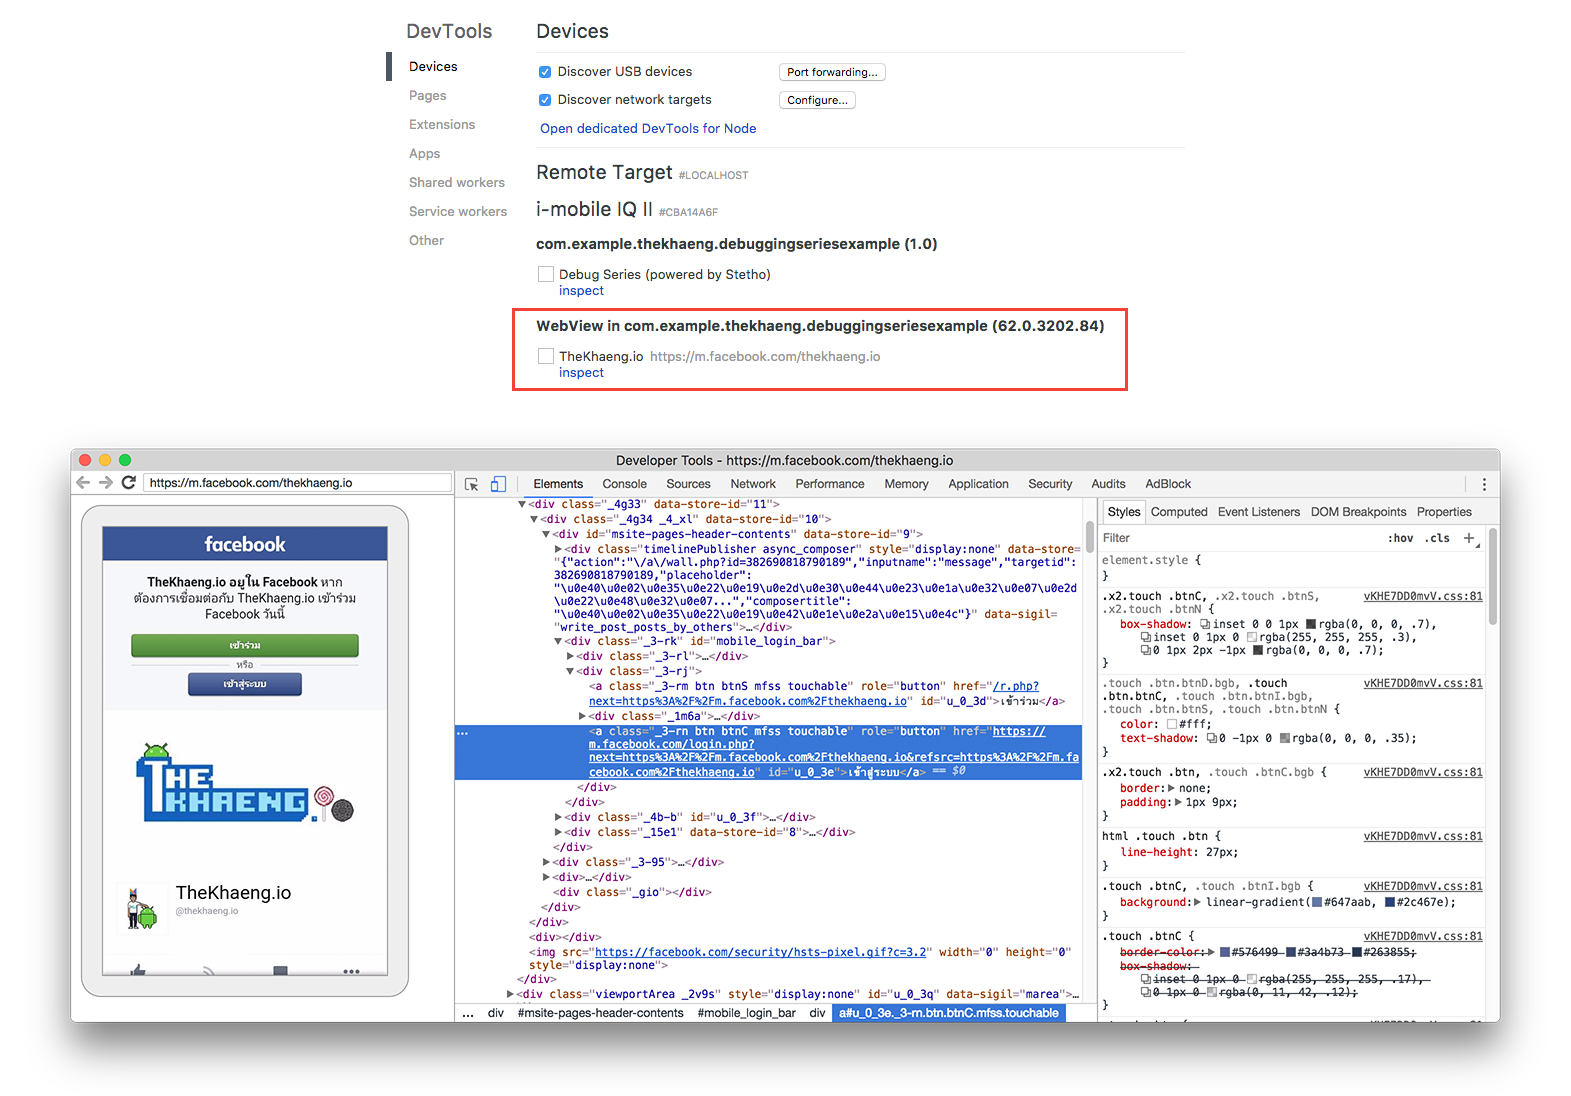 DevTools
Devices
Pages
Extensions
Apps
Shared workers
Service workers
Other
Devices
Discover USB devices
Port forwarding...
Discover network targets
Configure...
Open dedicated DevTools for Node
Remote Target #LOCALHOST
i-mobile IQ II #CBA14A6F
com.example.thekhaeng.debuggingseriesexample (1.0)
Debug Series (powered by Stetho)
inspect
WebView in com.example.thekhaeng.debuggingseriesexample (62.0.3202.84)
TheKhaeng.io https://m.facebook.com/thekhaeng.io
inspect
Developer Tools - https://m.facebook.com/thekhaeng.io
https://m.facebook.com/thekhaeng.io
facebook
TheKhaeng.io อยู่ใน Facebook หาก
ต้องการเชื่อมต่อกับ TheKhaeng.io เข้าร่วม
Facebook วันนี้
เข้าร่วม
หรือ
เข้าสู่ระบบ
THE
KHAENG.
TheKhaeng.io
@thekhaeng.io
Elements Console Sources Network Performance Memory Application Security Audits AdBlock
▼<div class="_4g33" data-store-id="11">
▼<div class="_4g34 _4_xl" data-store-id="10">
▼<div id="msite-pages-header-contents" data-store-id="9">
▶<div class="timelinePublisher async_composer" style="display:none" data-store=
"{"action":"\/a\/wall.php?id=382690818790189","inputname":"message","targetid":
382690818790189,"placeholder":
"\u0e40\u0e02\u0e35\u0e22\u0e19\u0e2d\u0e30\u0e44\u0e23\u0e1a\u0e32\u0e07\u0e2d
\u0e22\u0e48\u0e32\u0e07...","composertitle":
"\u0e40\u0e02\u0e35\u0e22\u0e19\u0e42\u0e1e\u0e2a\u0e15\u0e4c"}" data-sigil=
"write_post_posts_by_others">…</div>
▼<div class="_3-rk" id="mobile_login_bar">
▶<div class="_3-rl">…</div>
▼<div class="_3-rj">
<a class="_3-rm btn btnS mfss touchable" role="button" href="/r.php?
next=https%3A%2F%2Fm.facebook.com%2Fthekhaeng.io" id="u_0_3d">เข้าร่วม</a>
▶<div class="_1m6a">…</div>
... <a class="_3-rn btn btnC mfss touchable" role="button" href="https://
m.facebook.com/login.php?
next=https%3A%2F%2Fm.facebook.com%2Fthekhaeng.io&refsrc=https%3A%2F%2Fm.fa
cebook.com%2Fthekhaeng.io" id="u_0_3e">เข้าสู่ระบบ</a> == $0
</div>
</div>
▶<div class="_4b-b" id="u_0_3f">…</div>
▶<div class="_15e1" data-store-id="8">…</div>
</div>
▶<div class="_3-95">…</div>
▶<div>…</div>
<div class="_gio"></div>
</div>
</div>
<div></div>
<img src="https://facebook.com/security/hsts-pixel.gif?c=3.2" width="0" height="0"
style="display:none">
</div>
▶<div class="viewportArea _2v9s" style="display:none" id="u_0_3q" data-sigil="marea">…
... div #msite-pages-header-contents #mobile_login_bar div a#u_0_3e._3-rn.btn.btnC.mfss.touchable
Styles Computed Event Listeners DOM Breakpoints Properties
Filter :hov .cls +
element.style {
}
.x2.touch .btnC, .x2.touch .btnS, vKHE7DD0mvV.css:81
.x2.touch .btnN {
box-shadow: inset 0 0 1px rgba(0, 0, 0, .7),
inset 0 1px 0 rgba(255, 255, 255, .3),
0 1px 2px -1px rgba(0, 0, 0, .7);
}
.touch .btn.btnD.bgb, .touch vKHE7DD0mvV.css:81
.btn.btnC, .touch .btn.btnI.bgb,
.touch .btn.btnS, .touch .btn.btnN {
color: #fff;
text-shadow: 0 -1px 0 rgba(0, 0, 0, .35);
}
.x2.touch .btn, .touch .btnC.bgb { vKHE7DD0mvV.css:81
border:▶none;
padding:▶1px 9px;
}
html .touch .btn { vKHE7DD0mvV.css:81
line-height: 27px;
}
.touch .btnC, .touch .btnI.bgb { vKHE7DD0mvV.css:81
background:▶linear-gradient(#647aab, #2c467e);
}
.touch .btnC { vKHE7DD0mvV.css:81
border-color:▶#576499 #3a4b73 #263855;
box-shadow:
inset 0 1px 0 rgba(255, 255, 255, .17),
0 1px 0 rgba(0, 11, 42, .12);
}